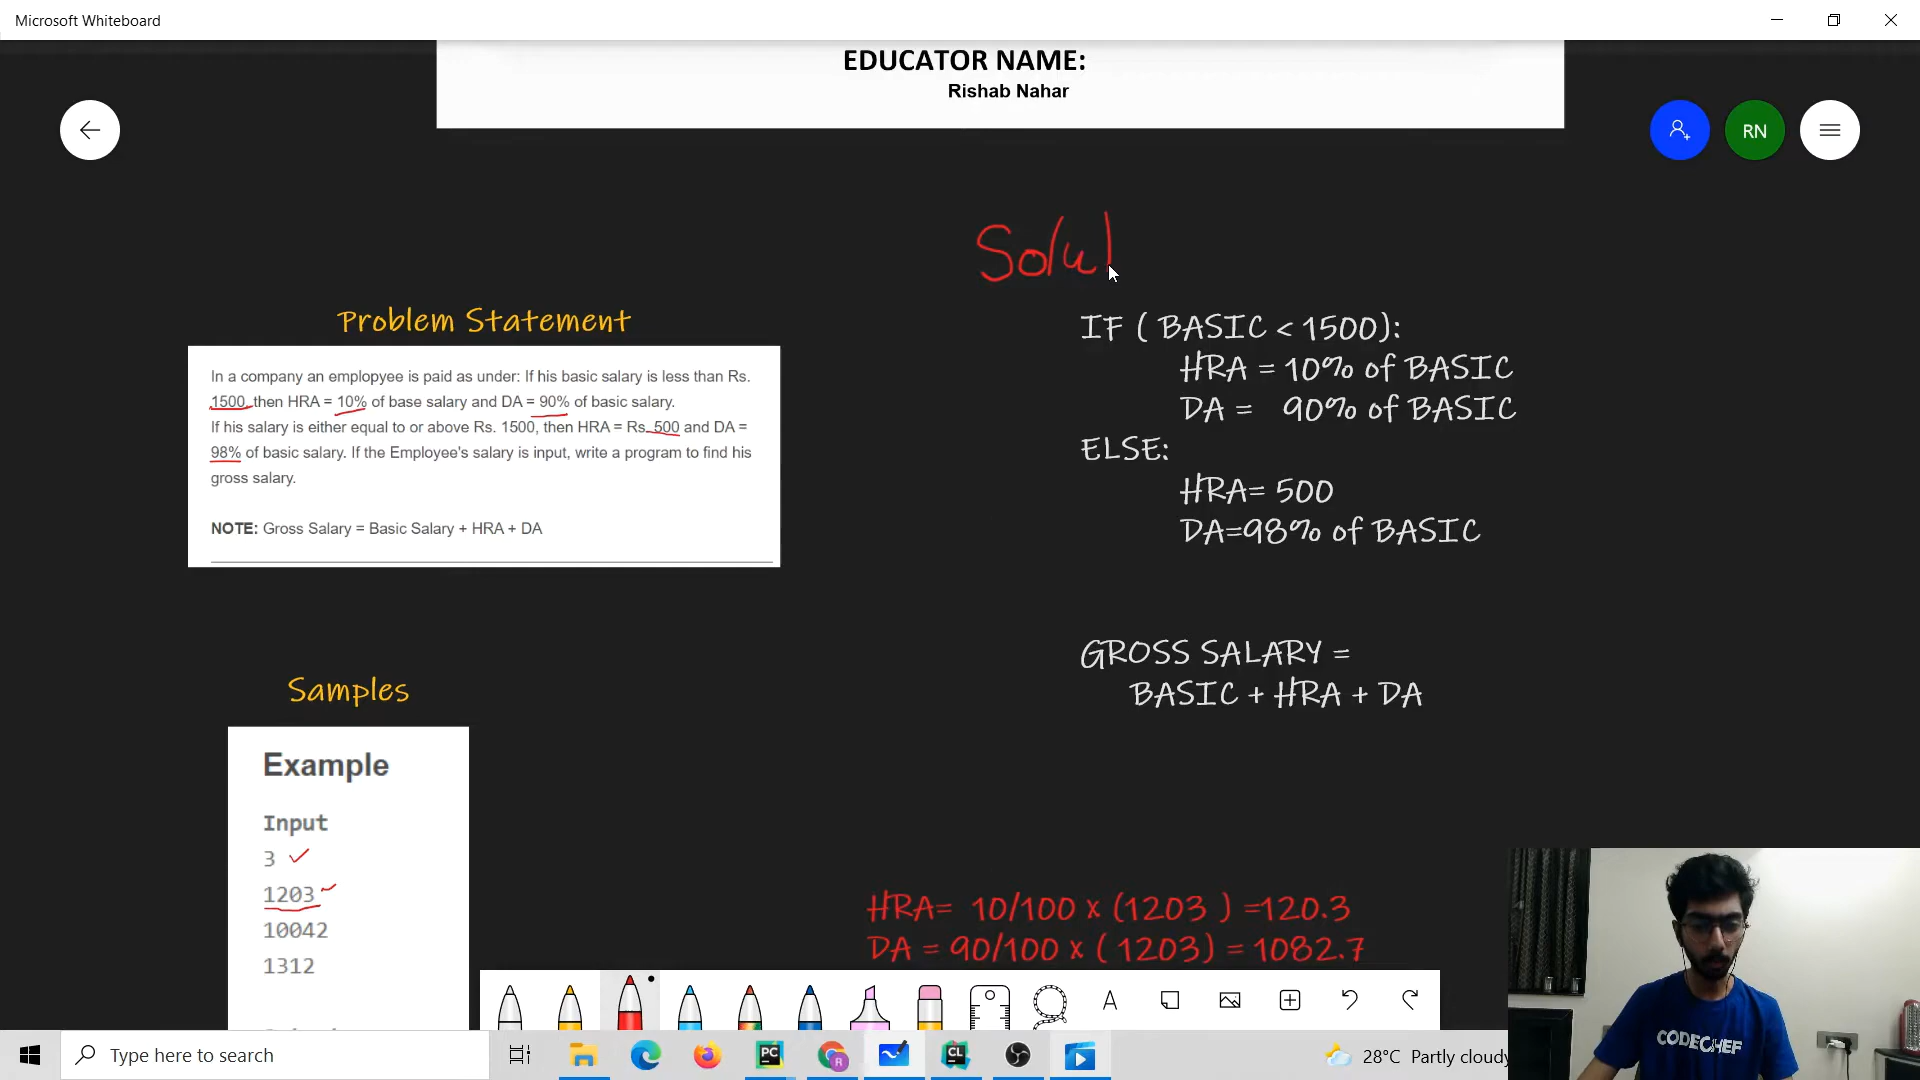 Microsoft Whiteboard
EDUCATOR NAME:
Rishab Nahar
RN
Solul
Problem Statement
In a company an emplopyee is paid as under: If his basic salary is less than Rs.
1500, then HRA = 10% of base salary and DA = 90% of basic salary.
If his salary is either equal to or above Rs. 1500, then HRA = Rs. 500 and DA =
98% of basic salary. If the Employee's salary is input, write a program to find his
gross salary.
NOTE: Gross Salary = Basic Salary + HRA + DA
IF ( BASIC < 1500):
HRA = 10% of BASIC
DA = 90% of BASIC
ELSE:
HRA= 500
DA=98% of BASIC
GROSS SALARY =
BASIC + HRA + DA
Samples
Example
Input
3
1203
10042
1312
HRA= 10/100 x (1203 ) =120.3
DA = 90/100 x ( 1203) = 1082.7
A
CODECHEF
PC
R
CL
Type here to search
28°C Partly cloudy